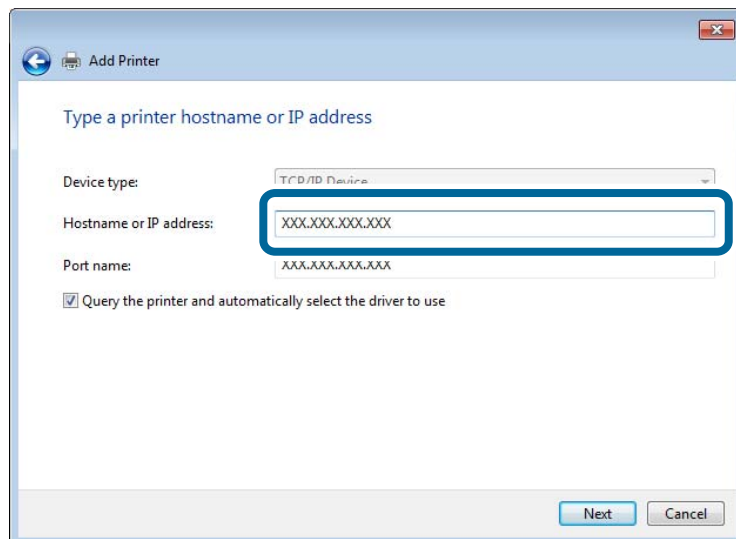 Add Printer
Type a printer hostname or IP address
Device type: TCP/IP Device
Hostname or IP address: XXX.XXX.XXX.XXX
Port name: XXX.XXX.XXX.XXX
Query the printer and automatically select the driver to use
Next Cancel